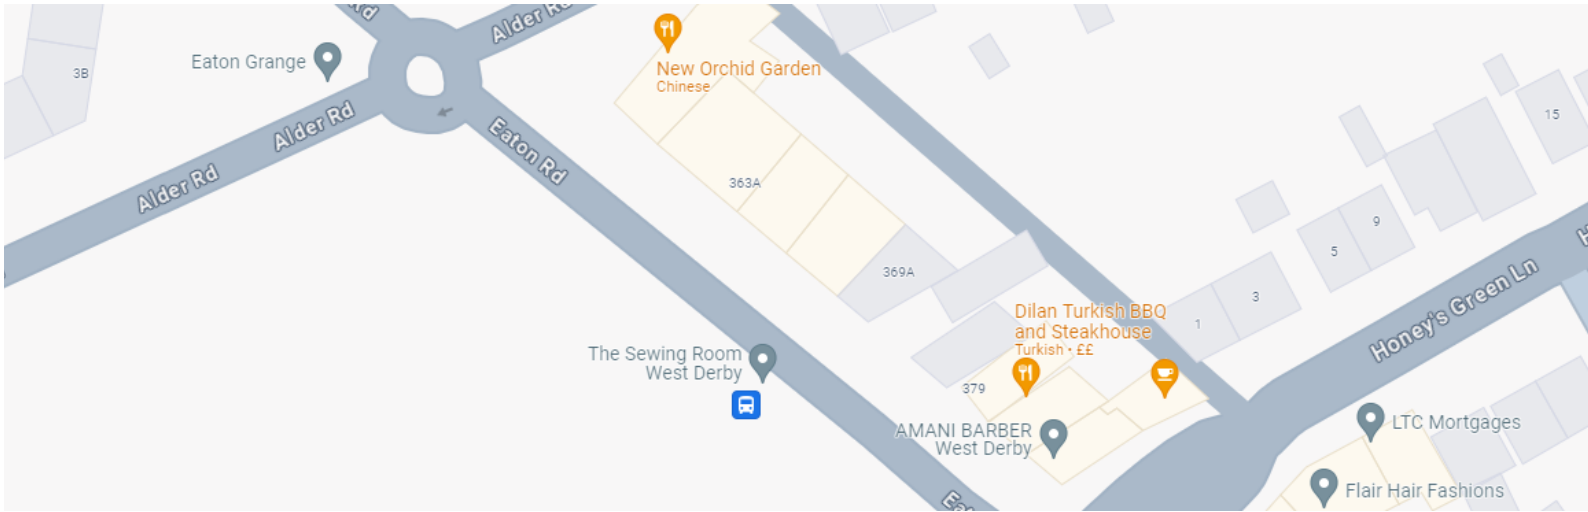 Rd
Alder Rd
Eaton Grange
3B
Alder Rd
Alder Rd
Eaton Rd
New Orchid Garden
Chinese
363A
369A
15
9
5
3
1
Honey's Green Ln
Dilan Turkish BBQ
and Steakhouse
Turkish · ££
The Sewing Room
West Derby
379
AMANI BARBER
West Derby
LTC Mortgages
Flair Hair Fashions